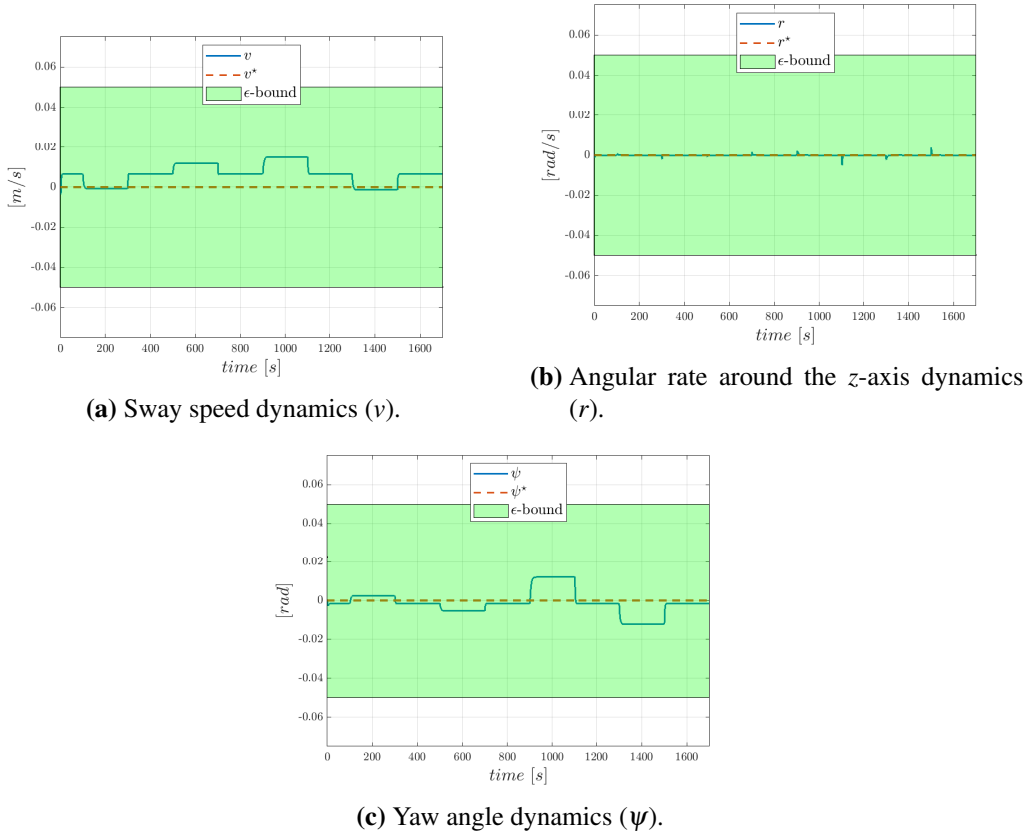 v
v⋆
ϵ-bound
0.06
0.04
0.02
0
-0.02
-0.04
-0.06
[m/s]
0 200 400 600 800 1000 1200 1400 1600
time [s]
(a) Sway speed dynamics (v).
r
r⋆
ϵ-bound
0.06
0.04
0.02
0
-0.02
-0.04
-0.06
[rad/s]
0 200 400 600 800 1000 1200 1400 1600
time [s]
(b) Angular rate around the z-axis dynamics
(r).
ψ
ψ⋆
ϵ-bound
0.06
0.04
0.02
0
-0.02
-0.04
-0.06
[rad]
0 200 400 600 800 1000 1200 1400 1600
time [s]
(c) Yaw angle dynamics (ψ).